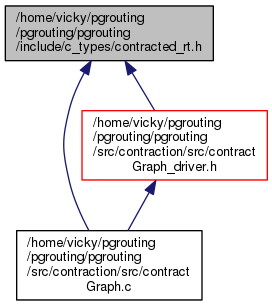 /home/vicky/pgrouting
/pgrouting/pgrouting
/include/c_types/contracted_rt.h
/home/vicky/pgrouting
/pgrouting/pgrouting
/src/contraction/src/contract
Graph_driver.h
/home/vicky/pgrouting
/pgrouting/pgrouting
/src/contraction/src/contract
Graph.c